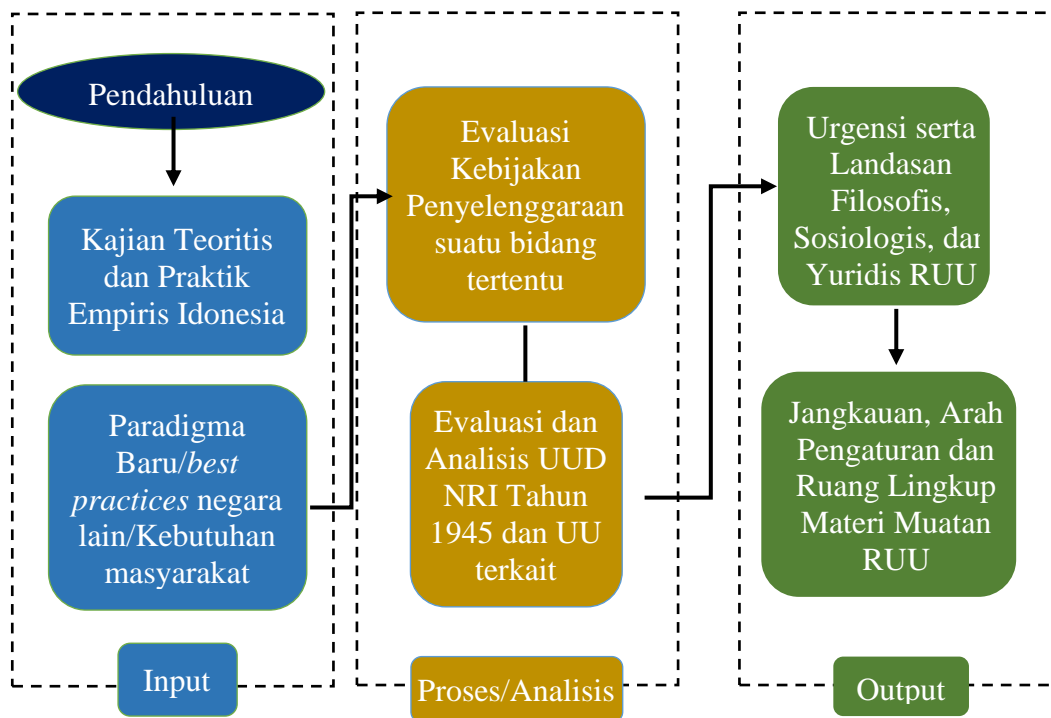 Pendahuluan
Kajian Teoritis
dan Praktik
Empiris Idonesia
Paradigma
Baru/best
practices negara
lain/Kebutuhan
masyarakat
Input
Evaluasi
Kebijakan
Penyelenggaraan
suatu bidang
tertentu
Evaluasi dan
Analisis UUD
NRI Tahun
1945 dan UU
terkait
Proses/Analisis
Urgensi serta
Landasan
Filosofis,
Sosiologis, dan
Yuridis RUU
Jangkauan, Arah
Pengaturan dan
Ruang Lingkup
Materi Muatan
RUU
Output